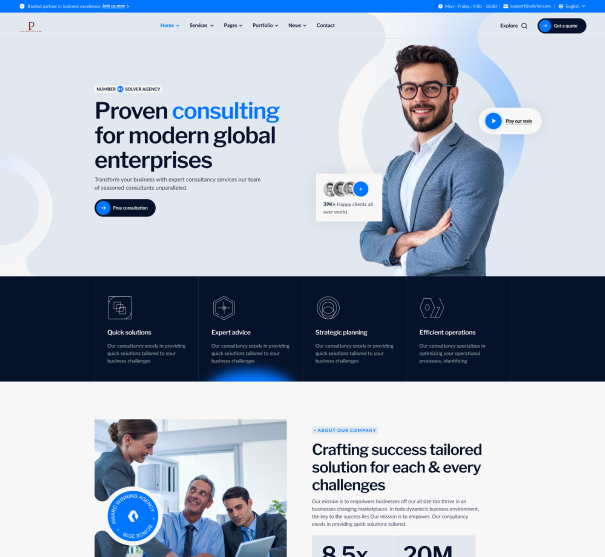 Trusted partner in business excellence Join us now >
Mon - Friday : 9:00 - 10:00 | support@solver.com | English
P
Home Services Pages Portfolio News Contact
Explore Get a quote
NUMBER #1 SOLVER AGENCY
Proven consulting
for modern global
enterprises
Transform your business with expert consultancy services our team
of seasoned consultants unparalleled.
Free consultation
Play our reels
39K+ Happy clients all
over world.
Quick solutions
Our consultancy excels in providing
quick solutions tailored to your
business challenges
Expert advice
Our consultancy excels in providing
quick solutions tailored to your
business challenges
Strategic planning
Our consultancy excels in providing
quick solutions tailored to your
business challenges
Efficient operations
Our consultancy specializes in
optimizing your operational
processes, identifying
AWARD WINNING AGENCY
SCINCE 2019
• ABOUT OUR COMPANY
Crafting success tailored
solution for each & every
challenges
Our mission is to empowers businesses off our all size too thrive in an
businesses changing marketplaces. In toda dynamics business environment,
the key to the success lies Our mission is to empower. Our consultancy
excels in providing quick solutions tailored.
8.5x 20M